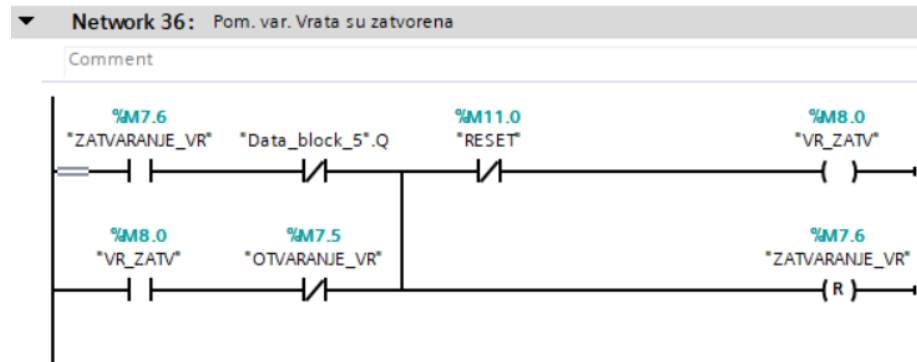 Network 36: Pom. var. Vrata su zatvorena
Comment
%M7.6
"ZATVARANJE_VR"
"Data_block_5".Q
%M11.0
"RESET"
%M8.0
"VR_ZATV"
%M8.0
"VR_ZATV"
%M7.5
"OTVARANJE_VR"
%M7.6
"ZATVARANJE_VR"
R